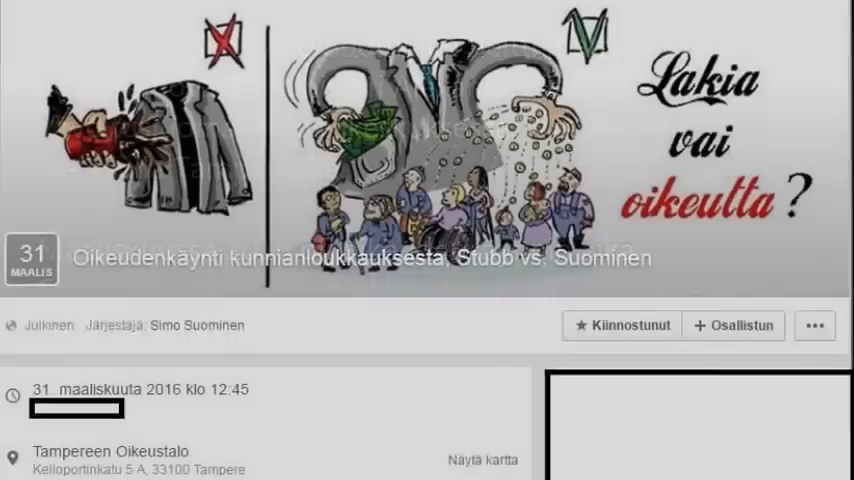 Lakia
vai
oikeutta?
31
MAALIS
Oikeudenkäynti kunnianloukkauksesta, Stubb vs. Suominen
Julkinen Järjestäjä: Simo Suominen
★ Kiinnostunut
+ Osallistun
•••
31. maaliskuuta 2016 klo 12:45
Tampereen Oikeustalo
Kelloportinkatu 5 A, 33100 Tampere
Näytä kartta